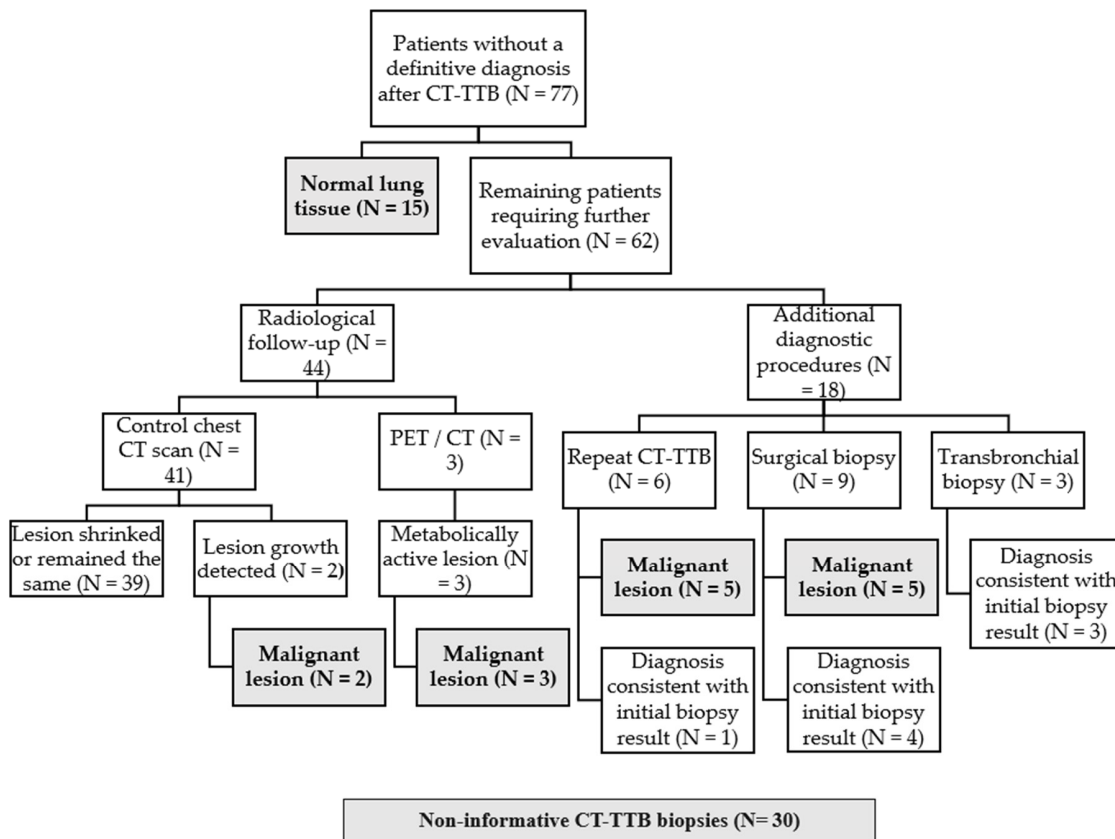 Patients without a
definitive diagnosis
after CT-TTB (N = 77)
Normal lung
tissue (N = 15)
Remaining patients
requiring further
evaluation (N = 62)
Radiological
follow-up (N =
44)
Additional
diagnostic
procedures (N
= 18)
Control chest
CT scan (N =
41)
PET / CT (N =
3)
Repeat CT-TTB
(N = 6)
Surgical biopsy
(N = 9)
Transbronchial
biopsy (N = 3)
Lesion shrinked
or remained the
same (N = 39)
Lesion growth
detected (N = 2)
Metabolically
active lesion (N
= 3)
Malignant
lesion (N = 5)
Malignant
lesion (N = 5)
Diagnosis
consistent with
initial biopsy
result (N = 3)
Malignant
lesion (N = 2)
Malignant
lesion (N = 3)
Diagnosis
consistent with
initial biopsy
result (N = 1)
Diagnosis
consistent with
initial biopsy
result (N = 4)
Non-informative CT-TTB biopsies (N= 30)